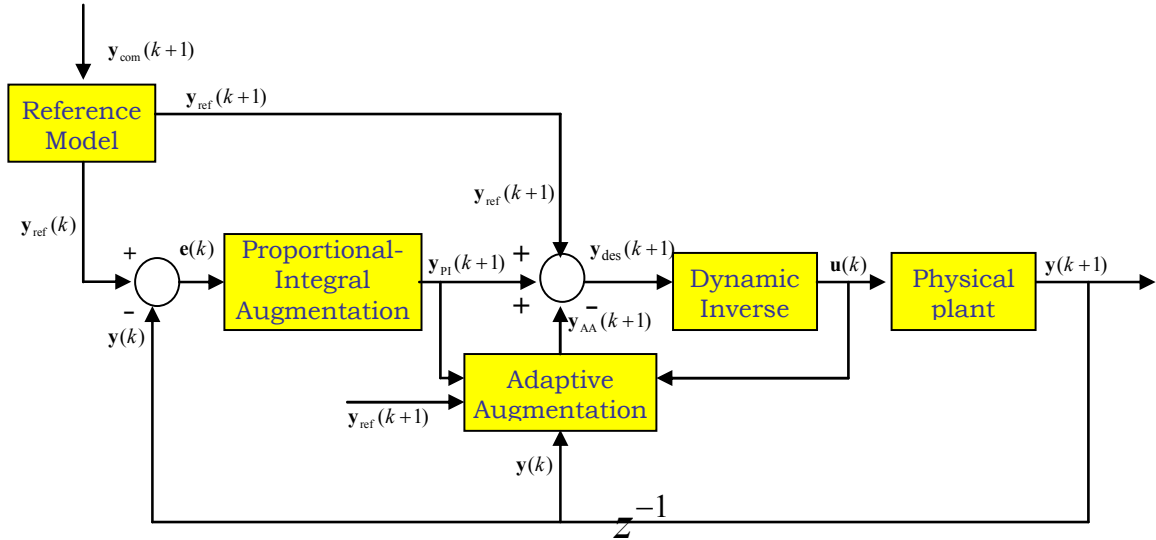 y_com(k+1)
Reference
Model
y_ref(k+1)
y_ref(k)
y_ref(k+1)
+
e(k)
Proportional-
Integral
Augmentation
y_PI(k+1)
+
+
y_des(k+1)
Dynamic
Inverse
u(k)
Physical
plant
y(k+1)
-
y(k)
y_AA(k+1)
-
Adaptive
Augmentation
y_ref(k+1)
y(k)
z^{-1}